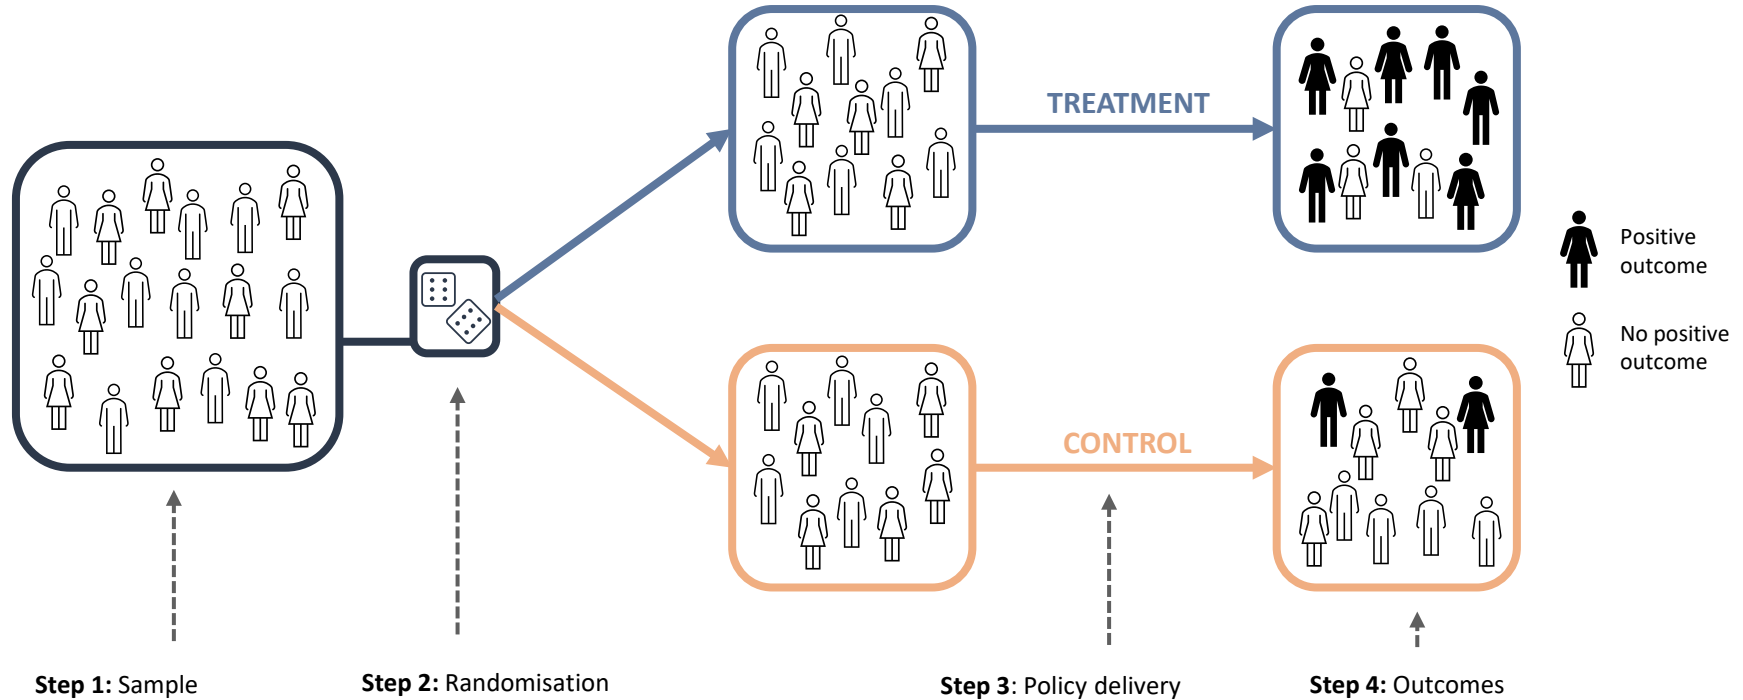 TREATMENT
Positive
outcome
No positive
outcome
CONTROL
Step 1: Sample
Step 2: Randomisation
Step 3: Policy delivery
Step 4: Outcomes